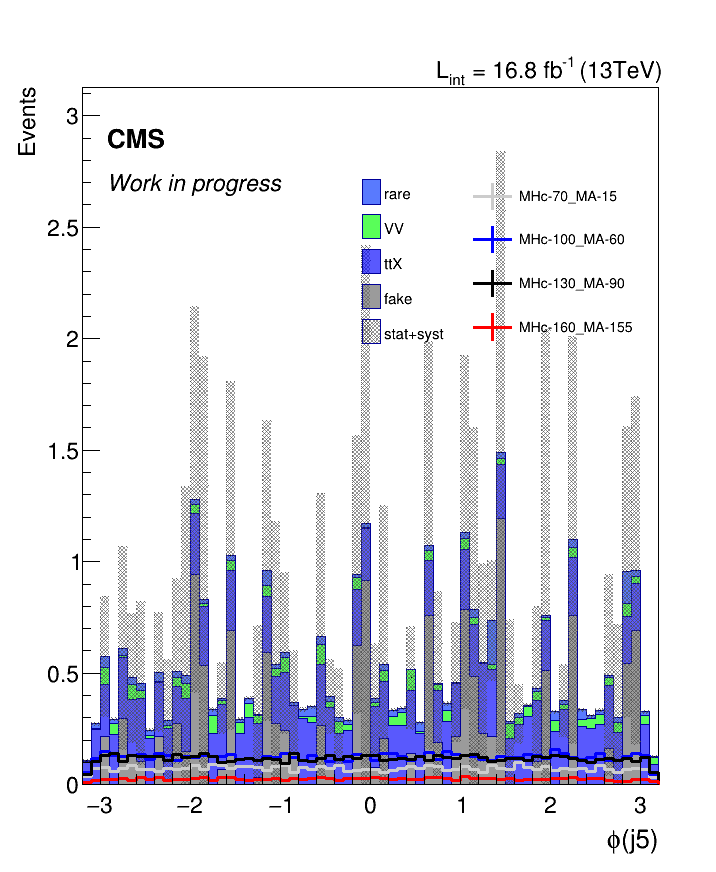 L_int = 16.8 fb^-1 (13TeV)
Events
CMS
Work in progress
rare
VV
ttX
fake
stat+syst
MHc-70_MA-15
MHc-100_MA-60
MHc-130_MA-90
MHc-160_MA-155
3
2.5
2
1.5
1
0.5
0
−3 −2 −1 0 1 2 3
ϕ(j5)